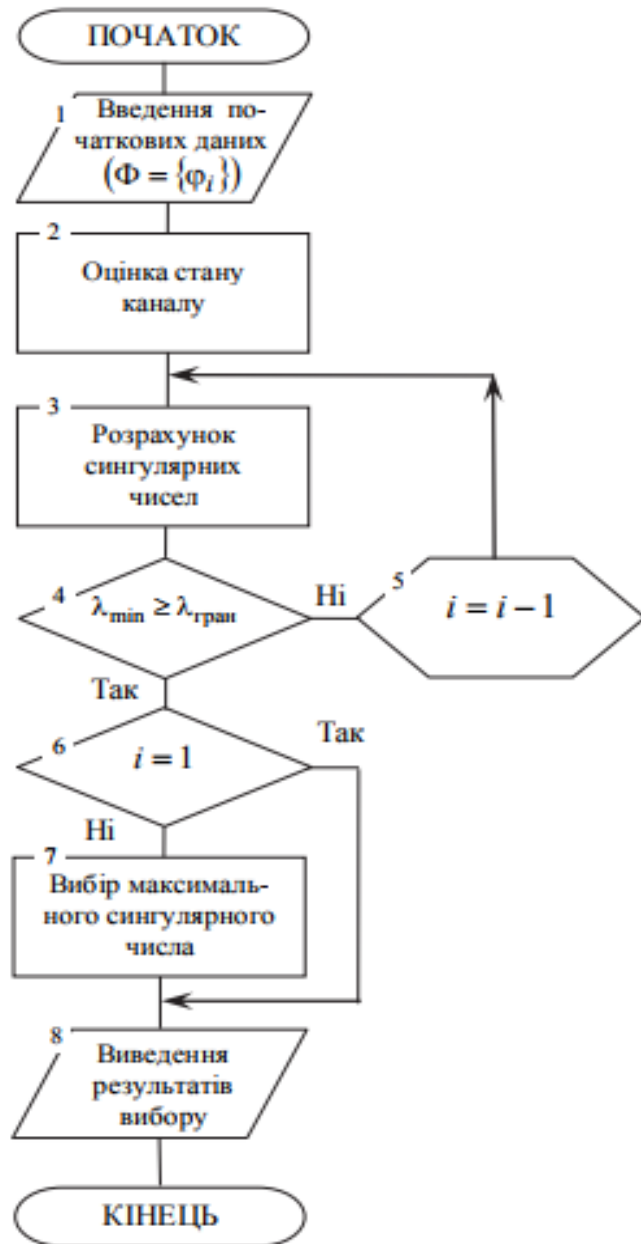 ПОЧАТОК
1 Введення по-
чаткових даних
(Φ = {φi})
2
Оцінка стану
каналу
3
Розрахунок
сингулярних
чисел
4 λmin ≥ λгран
Ні
5
i = i − 1
Так
6 i = 1
Так
Ні
7
Вибір максималь-
ного сингулярного
числа
8
Виведення
результатів
вибору
КІНЕЦЬ